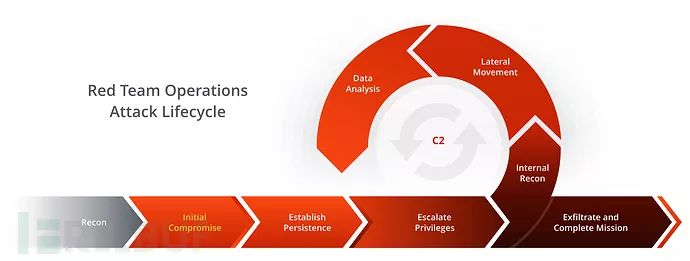 Red Team Operations
Attack Lifecycle
Data
Analysis
Lateral
Movement
C2
Internal
Recon
Recon
Initial
Compromise
Establish
Persistence
Escalate
Privileges
Exfiltrate and
Complete Mission